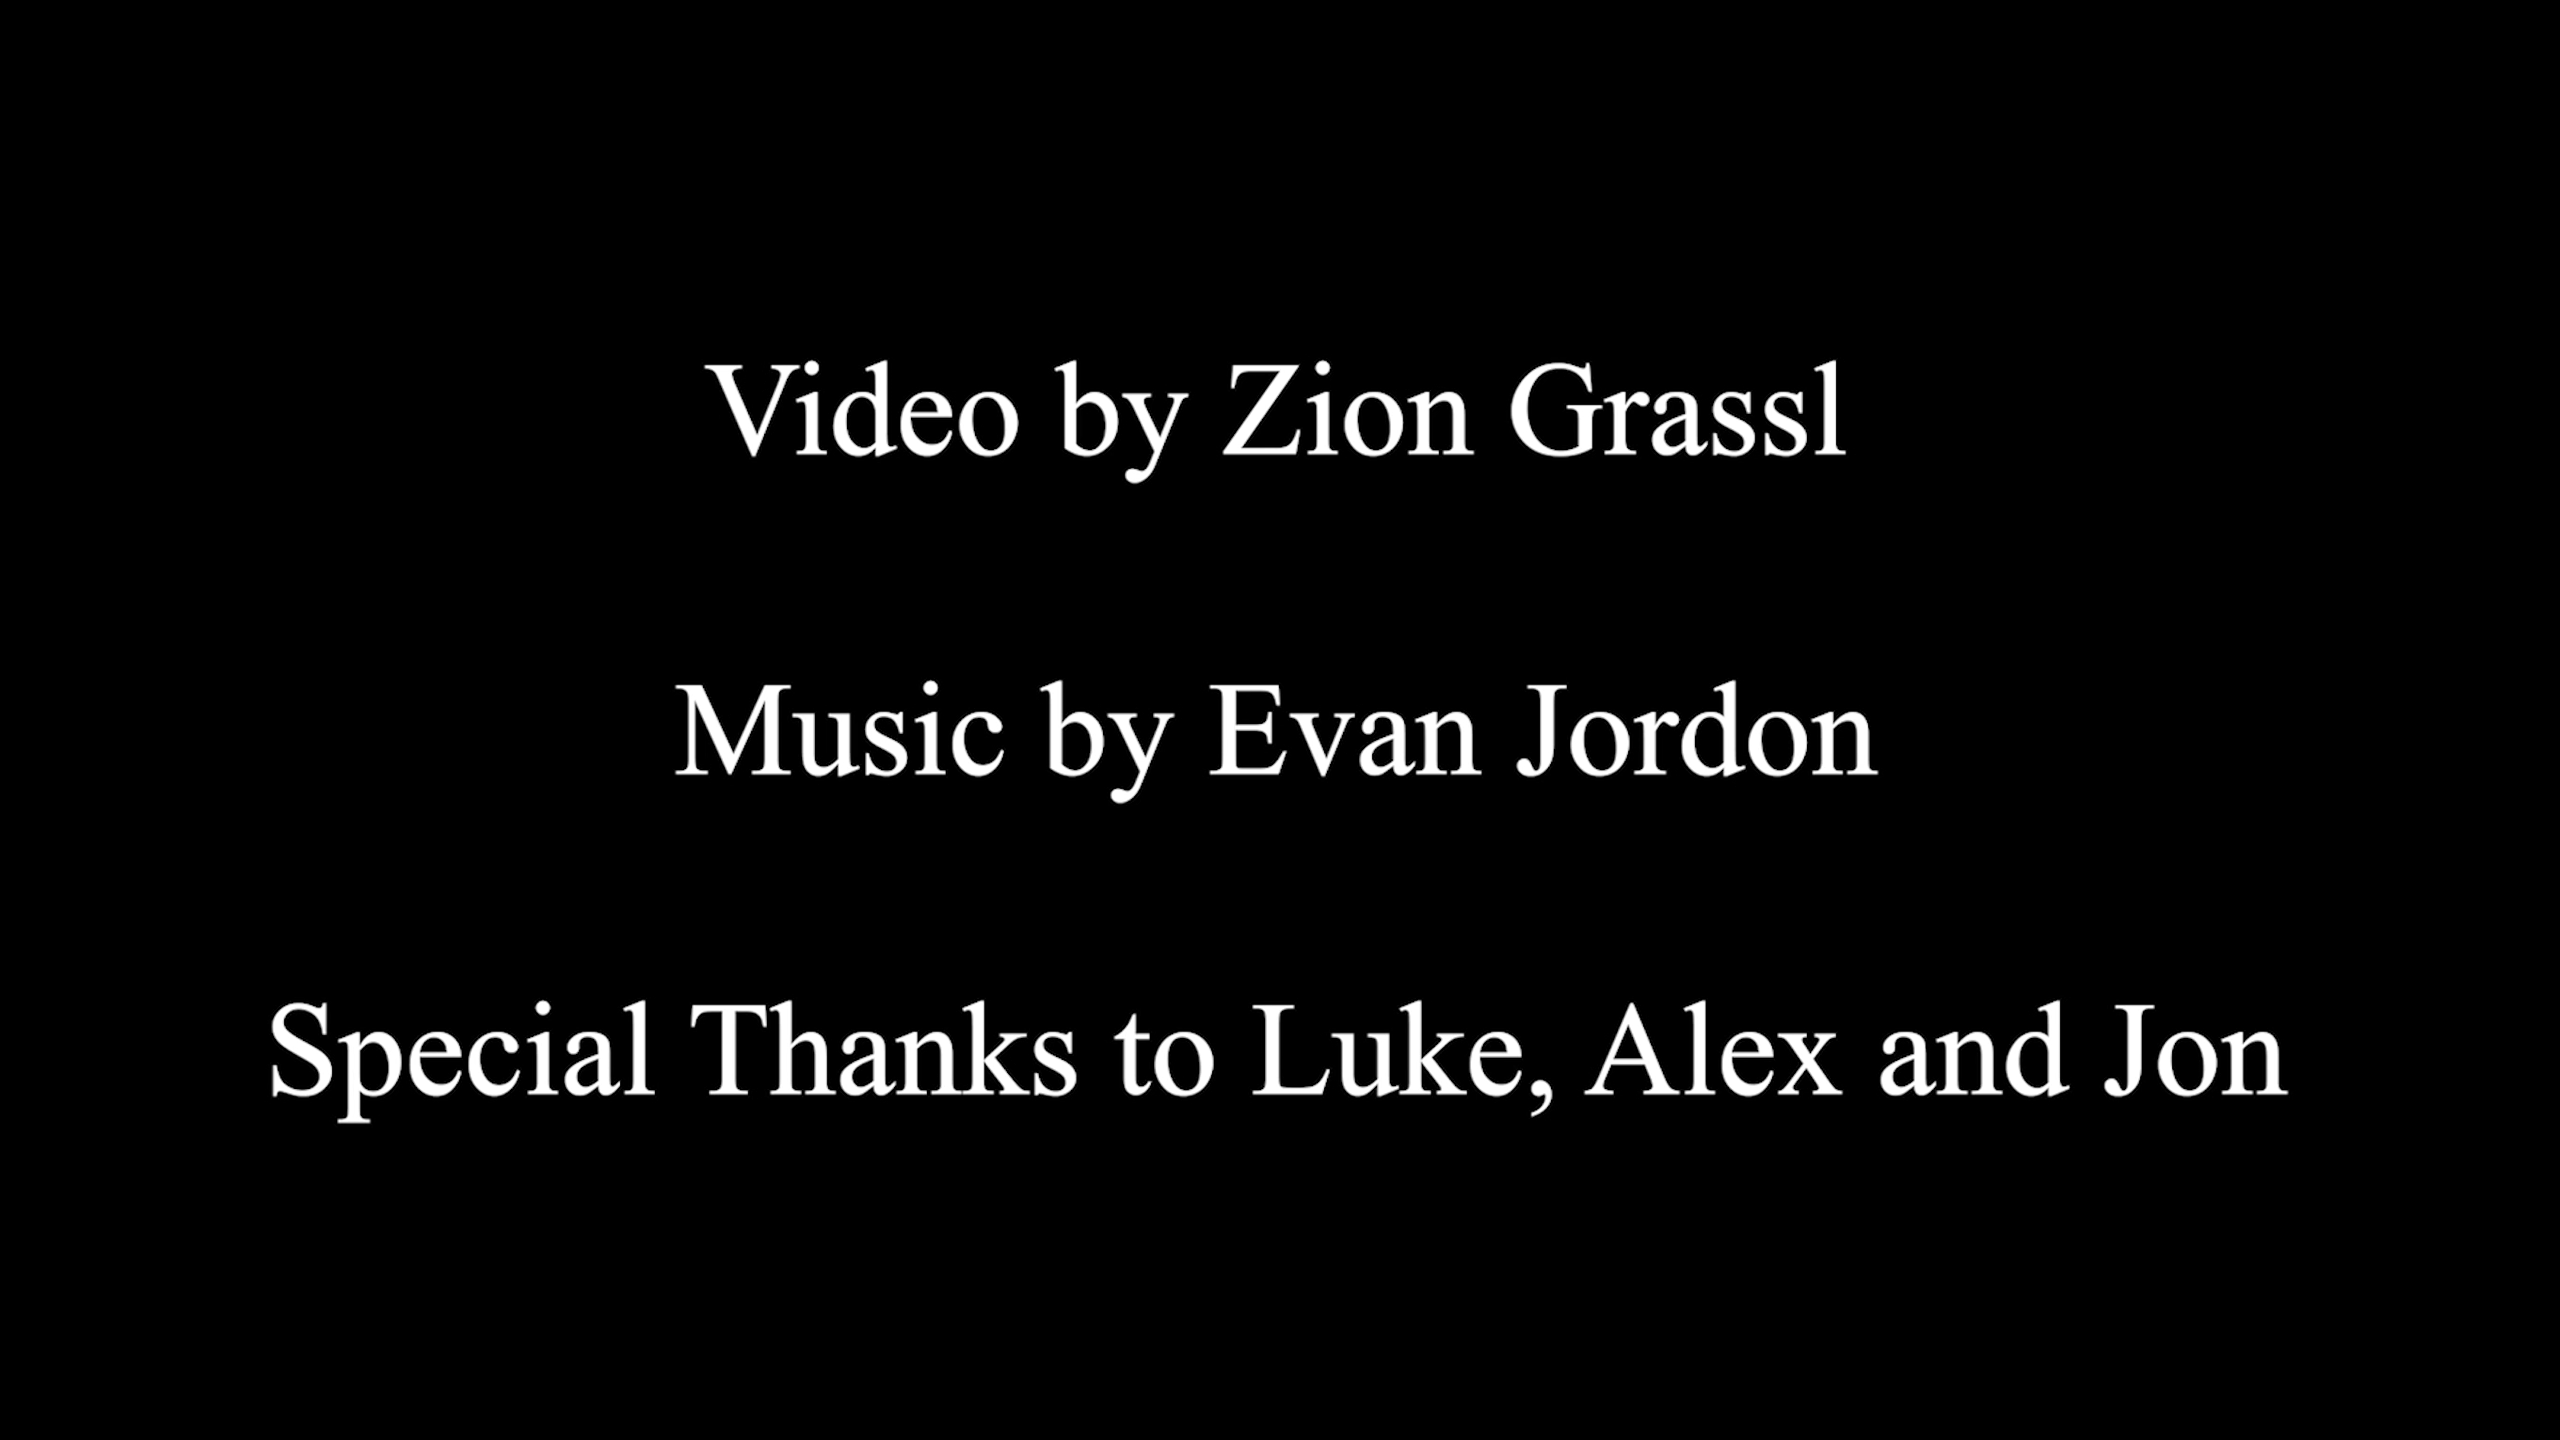 Video by Zion Grassl
Music by Evan Jordon
Special Thanks to Luke, Alex and Jon